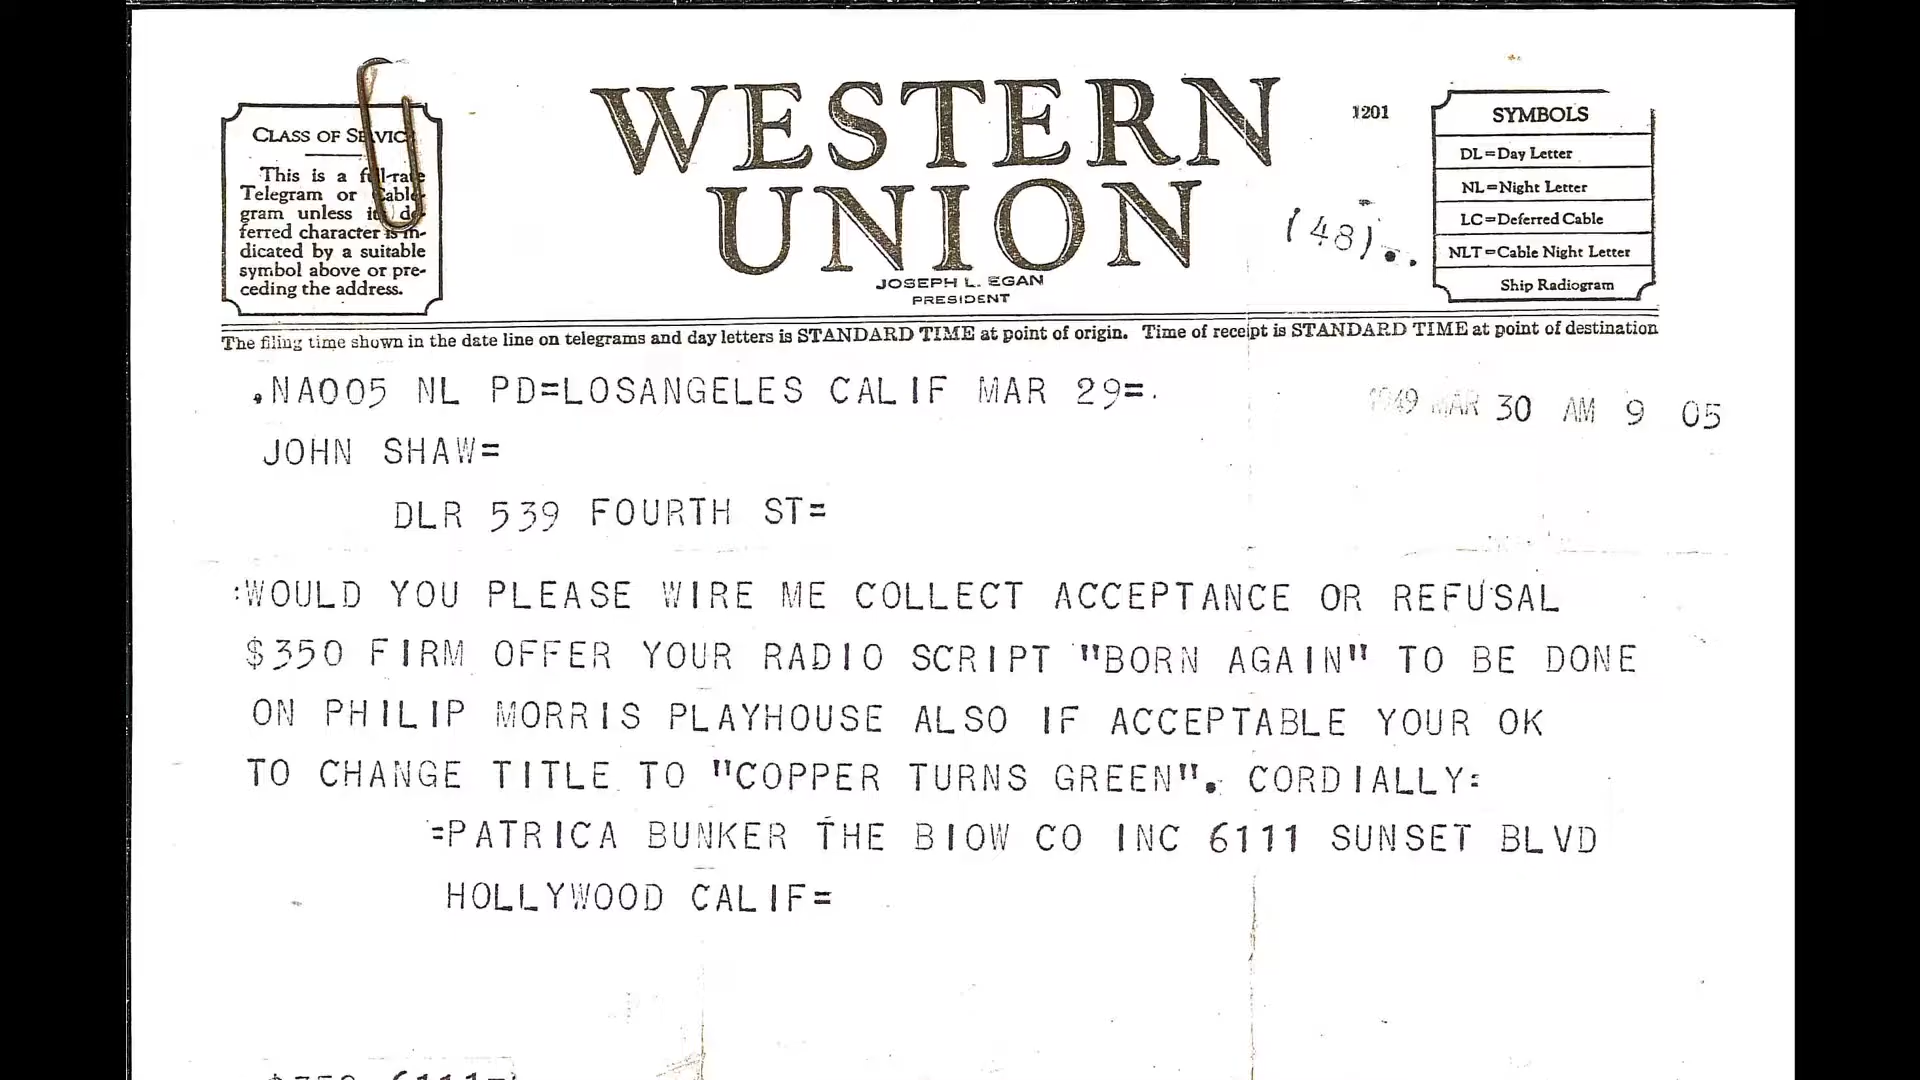 WESTERN
UNION
1201
(48)..
JOSEPH L. EGAN
PRESIDENT
CLASS OF SERVICE
This is a full-rate
Telegram or Cable-
gram unless its de-
ferred character is in-
dicated by a suitable
symbol above or pre-
ceding the address.
SYMBOLS
DL=Day Letter
NL=Night Letter
LC=Deferred Cable
NLT=Cable Night Letter
Ship Radiogram
The filing time shown in the date line on telegrams and day letters is STANDARD TIME at point of origin. Time of receipt is STANDARD TIME at point of destination
.NA005 NL PD=LOSANGELES CALIF MAR 29=.
1949 MAR 30 AM 9 05
JOHN SHAW=
DLR 539 FOURTH ST=
:WOULD YOU PLEASE WIRE ME COLLECT ACCEPTANCE OR REFUSAL
$350 FIRM OFFER YOUR RADIO SCRIPT "BORN AGAIN" TO BE DONE
ON PHILIP MORRIS PLAYHOUSE ALSO IF ACCEPTABLE YOUR OK
TO CHANGE TITLE TO "COPPER TURNS GREEN". CORDIALLY:
=PATRICA BUNKER THE BIOW CO INC 6111 SUNSET BLVD
HOLLYWOOD CALIF=